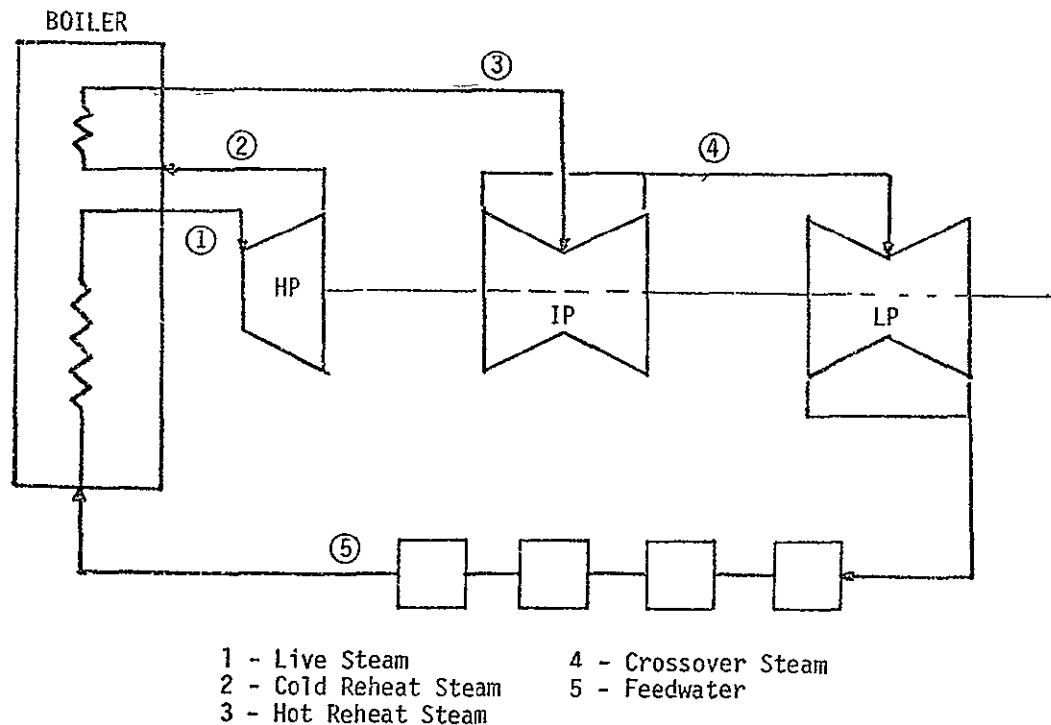 BOILER
③
②
④
①
HP
IP
LP
⑤
1 - Live Steam
2 - Cold Reheat Steam
3 - Hot Reheat Steam
4 - Crossover Steam
5 - Feedwater